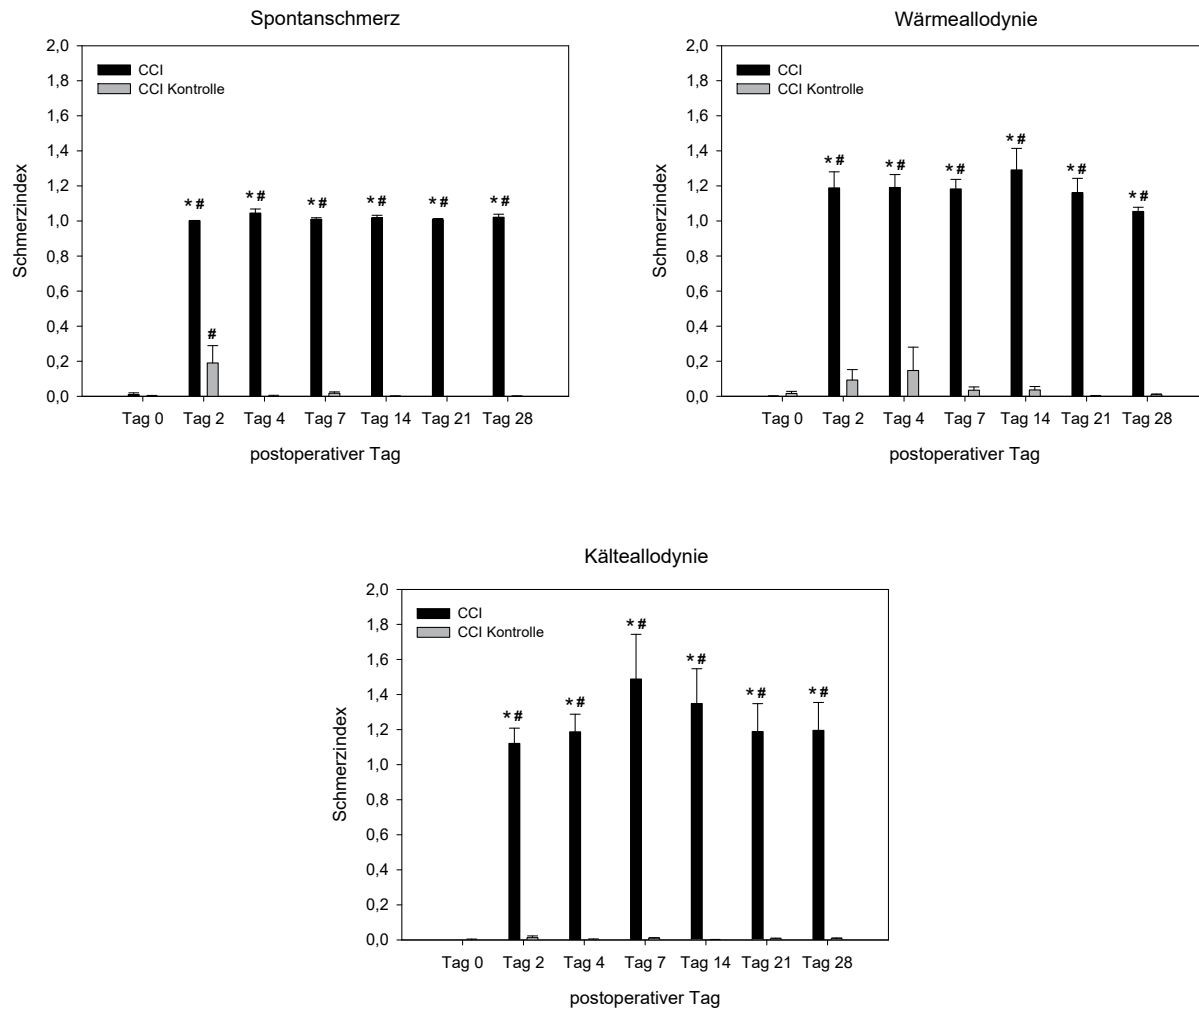 Spontanschmerz
2,0
1,8
1,6
1,4
1,2
1,0
0,8
0,6
0,4
0,2
0,0
Schmerzindex
CCI
CCI Kontrolle
*# *# *# *# *# *#
#
Tag 0 Tag 2 Tag 4 Tag 7 Tag 14 Tag 21 Tag 28
postoperativer Tag
Wärmeallodynie
2,0
1,8
1,6
1,4
1,2
1,0
0,8
0,6
0,4
0,2
0,0
Schmerzindex
CCI
CCI Kontrolle
*# *# *# *# *# *#
Tag 0 Tag 2 Tag 4 Tag 7 Tag 14 Tag 21 Tag 28
postoperativer Tag
Kälteallodynie
2,0
1,8
1,6
1,4
1,2
1,0
0,8
0,6
0,4
0,2
0,0
Schmerzindex
CCI
CCI Kontrolle
*# *# *# *# *# *#
Tag 0 Tag 2 Tag 4 Tag 7 Tag 14 Tag 21 Tag 28
postoperativer Tag